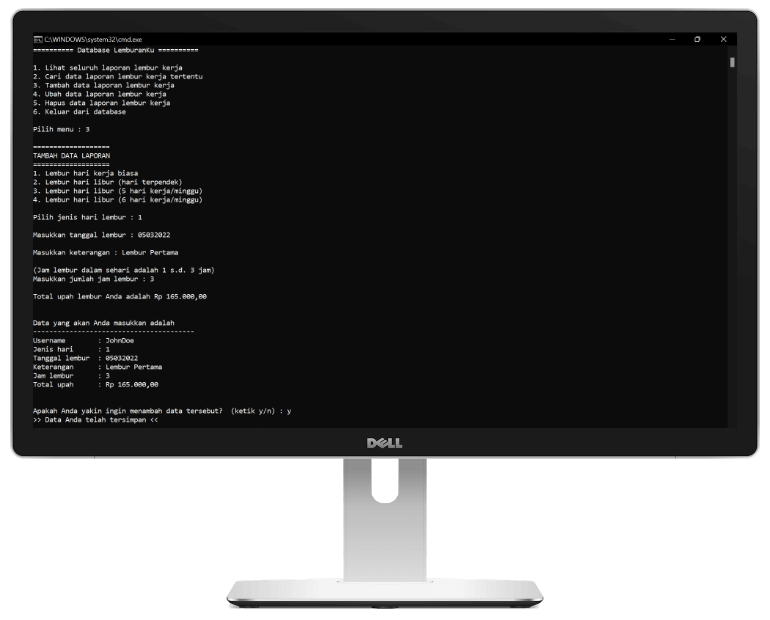 C:\WINDOWS\system32\cmd.exe
========== Database LemburanKu ==========
1. Lihat seluruh laporan lembur kerja
2. Cari data laporan lembur kerja tertentu
3. Tambah data laporan lembur kerja
4. Ubah data laporan lembur kerja
5. Hapus data laporan lembur kerja
6. Keluar dari database
Pilih menu : 3
===================
TAMBAH DATA LAPORAN
===================
1. Lembur hari kerja biasa
2. Lembur hari libur (hari terpendek)
3. Lembur hari libur (5 hari kerja/minggu)
4. Lembur hari libur (6 hari kerja/minggu)
Pilih jenis hari lembur : 1
Masukkan tanggal lembur : 05032022
Masukkan keterangan : Lembur Pertama
(Jam lembur dalam sehari adalah 1 s.d. 3 jam)
Masukkan jumlah jam lembur : 3
Total upah lembur Anda adalah Rp 165.000,00
Data yang akan Anda masukkan adalah
----------------------------------------
Username : JohnDoe
Jenis hari : 1
Tanggal lembur : 05032022
Keterangan : Lembur Pertama
Jam lembur : 3
Total upah : Rp 165.000,00
Apakah Anda yakin ingin menambah data tersebut? (ketik y/n) : y
>> Data Anda telah tersimpan <<
DELL